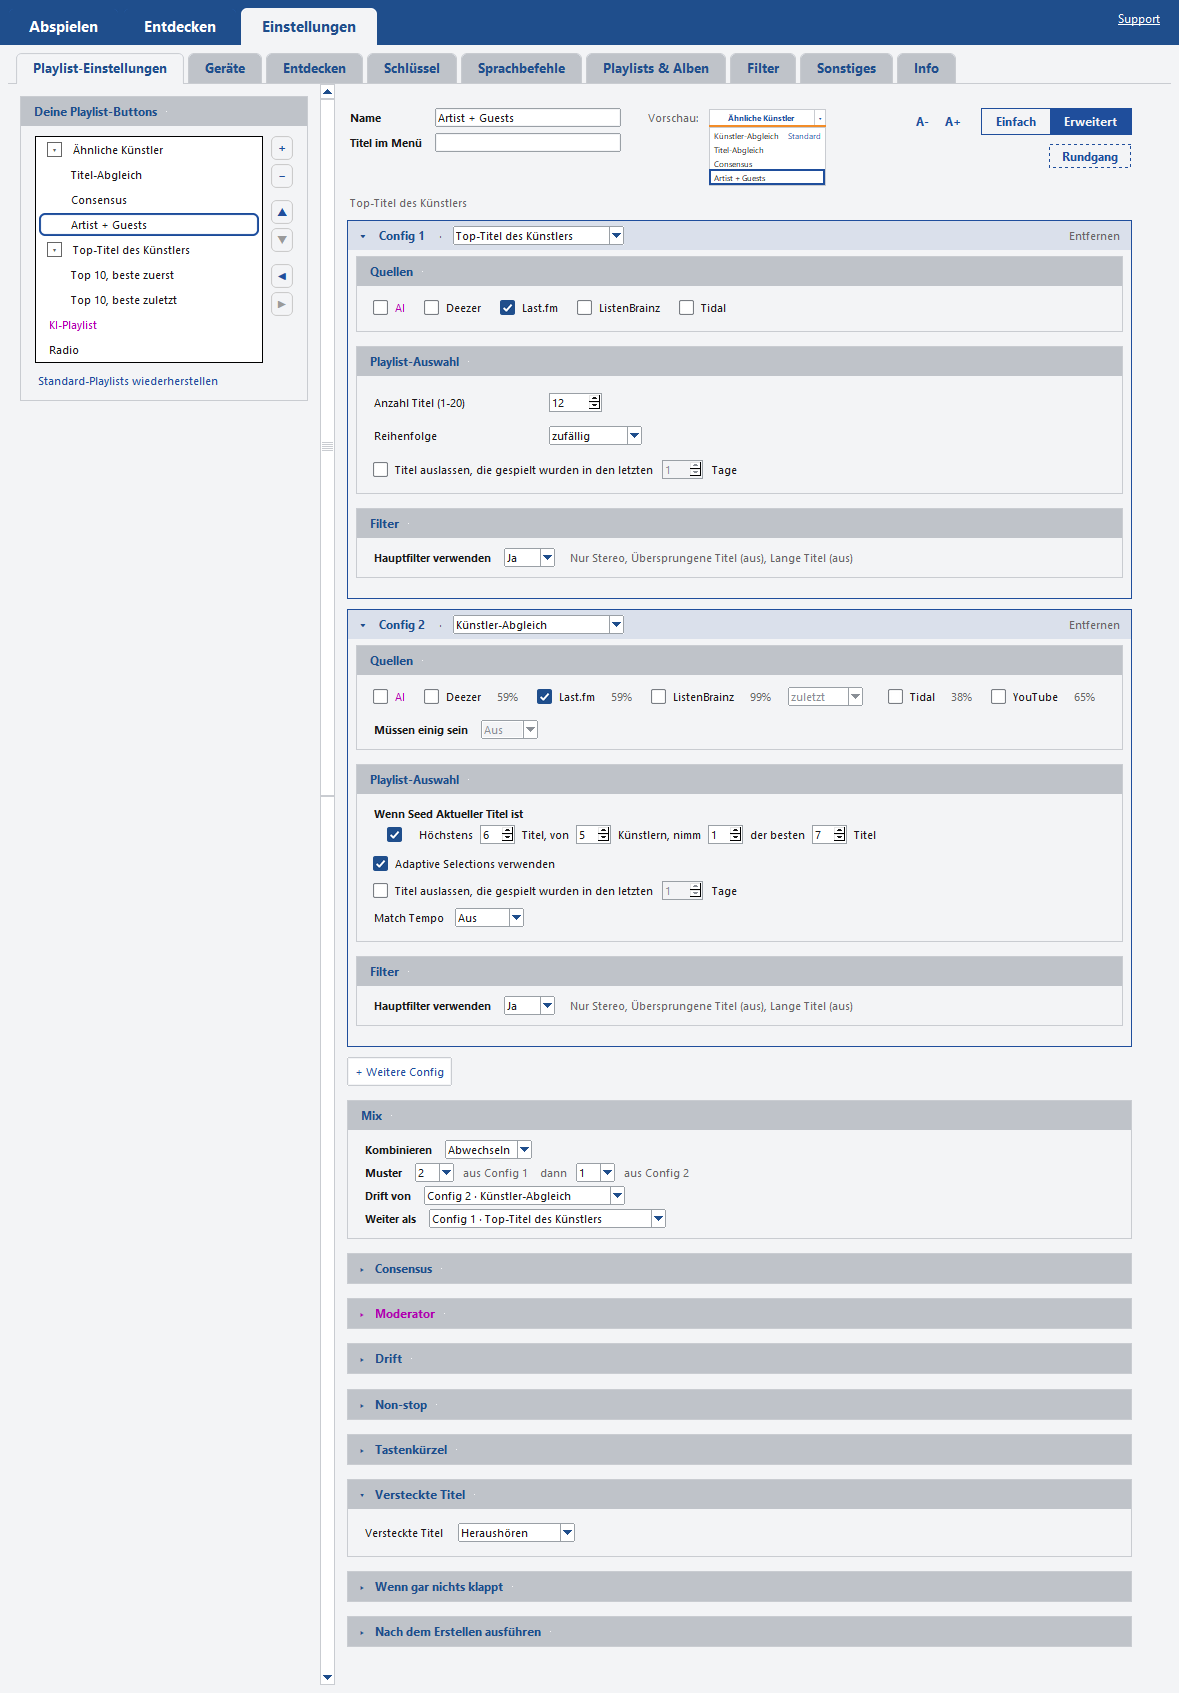 Abspielen Entdecken Einstellungen Support
Playlist-Einstellungen Geräte Entdecken Schlüssel Sprachbefehle Playlists & Alben Filter Sonstiges Info
Deine Playlist-Buttons
Ähnliche Künstler
Titel-Abgleich
Consensus
Artist + Guests
Top-Titel des Künstlers
Top 10, beste zuerst
Top 10, beste zuletzt
KI-Playlist
Radio
Standard-Playlists wiederherstellen
Name Artist + Guests
Titel im Menü
Vorschau:
Ähnliche Künstler
Künstler-Abgleich Standard
Titel-Abgleich
Consensus
Artist + Guests
A- A+ Einfach Erweitert
Rundgang
Top-Titel des Künstlers
Config 1 · Top-Titel des Künstlers Entfernen
Quellen
AI Deezer Last.fm ListenBrainz Tidal
Playlist-Auswahl
Anzahl Titel (1-20) 12
Reihenfolge zufällig
Titel auslassen, die gespielt wurden in den letzten 1 Tage
Filter
Hauptfilter verwenden Ja Nur Stereo, Übersprungene Titel (aus), Lange Titel (aus)
Config 2 · Künstler-Abgleich Entfernen
Quellen
AI Deezer 59% Last.fm 59% ListenBrainz 99% zuletzt Tidal 38% YouTube 65%
Müssen einig sein Aus
Playlist-Auswahl
Wenn Seed Aktueller Titel ist
Höchstens 6 Titel, von 5 Künstlern, nimm 1 der besten 7 Titel
Adaptive Selections verwenden
Titel auslassen, die gespielt wurden in den letzten 1 Tage
Match Tempo Aus
Filter
Hauptfilter verwenden Ja Nur Stereo, Übersprungene Titel (aus), Lange Titel (aus)
+ Weitere Config
Mix
Kombinieren Abwechseln
Muster 2 aus Config 1 dann 1 aus Config 2
Drift von Config 2 · Künstler-Abgleich
Weiter als Config 1 · Top-Titel des Künstlers
Consensus
Moderator
Drift
Non-stop
Tastenkürzel
Versteckte Titel
Versteckte Titel Heraushören
Wenn gar nichts klappt
Nach dem Erstellen ausführen